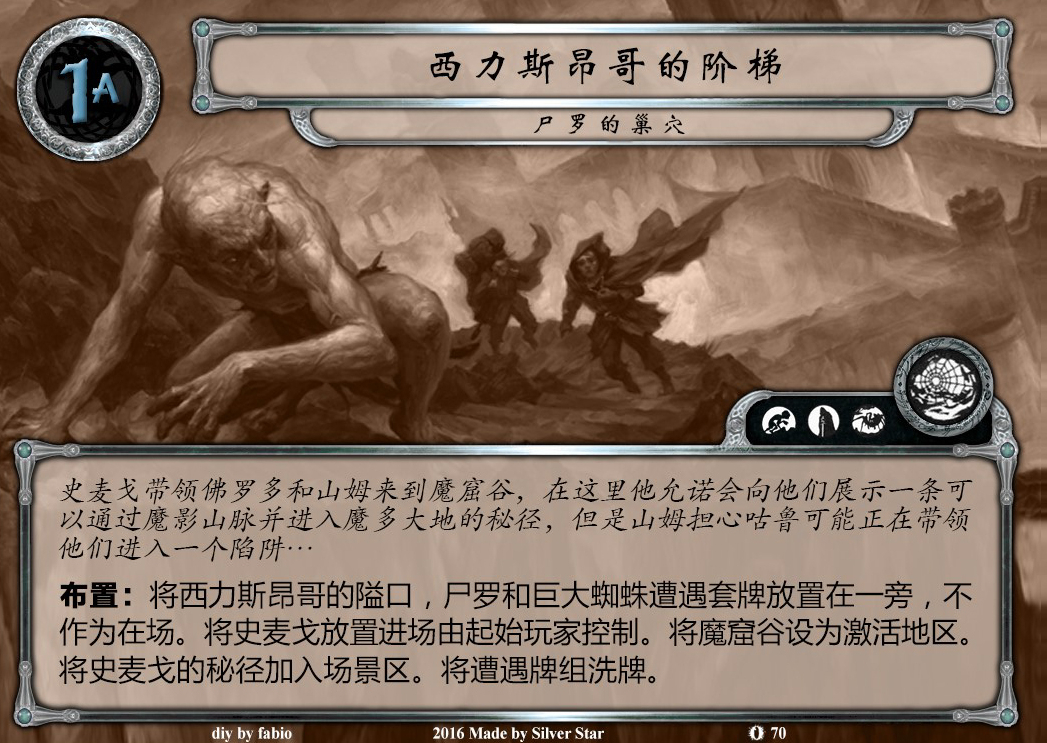 1A
西力斯昂哥的阶梯
尸罗的巢穴
史麦戈带领佛罗多和山姆来到魔窟谷，在这里他允诺会向他们展示一条可
以通过魔影山脉并进入魔多大地的秘径，但是山姆担心咕鲁可能正在带领
他们进入一个陷阱…
布置：将西力斯昂哥的隘口，尸罗和巨大蜘蛛遭遇套牌放置在一旁，不
作为在场。将史麦戈放置进场由起始玩家控制。将魔窟谷设为激活地区。
将史麦戈的秘径加入场景区。将遭遇牌组洗牌。
diy by fabio 2016 Made by Silver Star 70